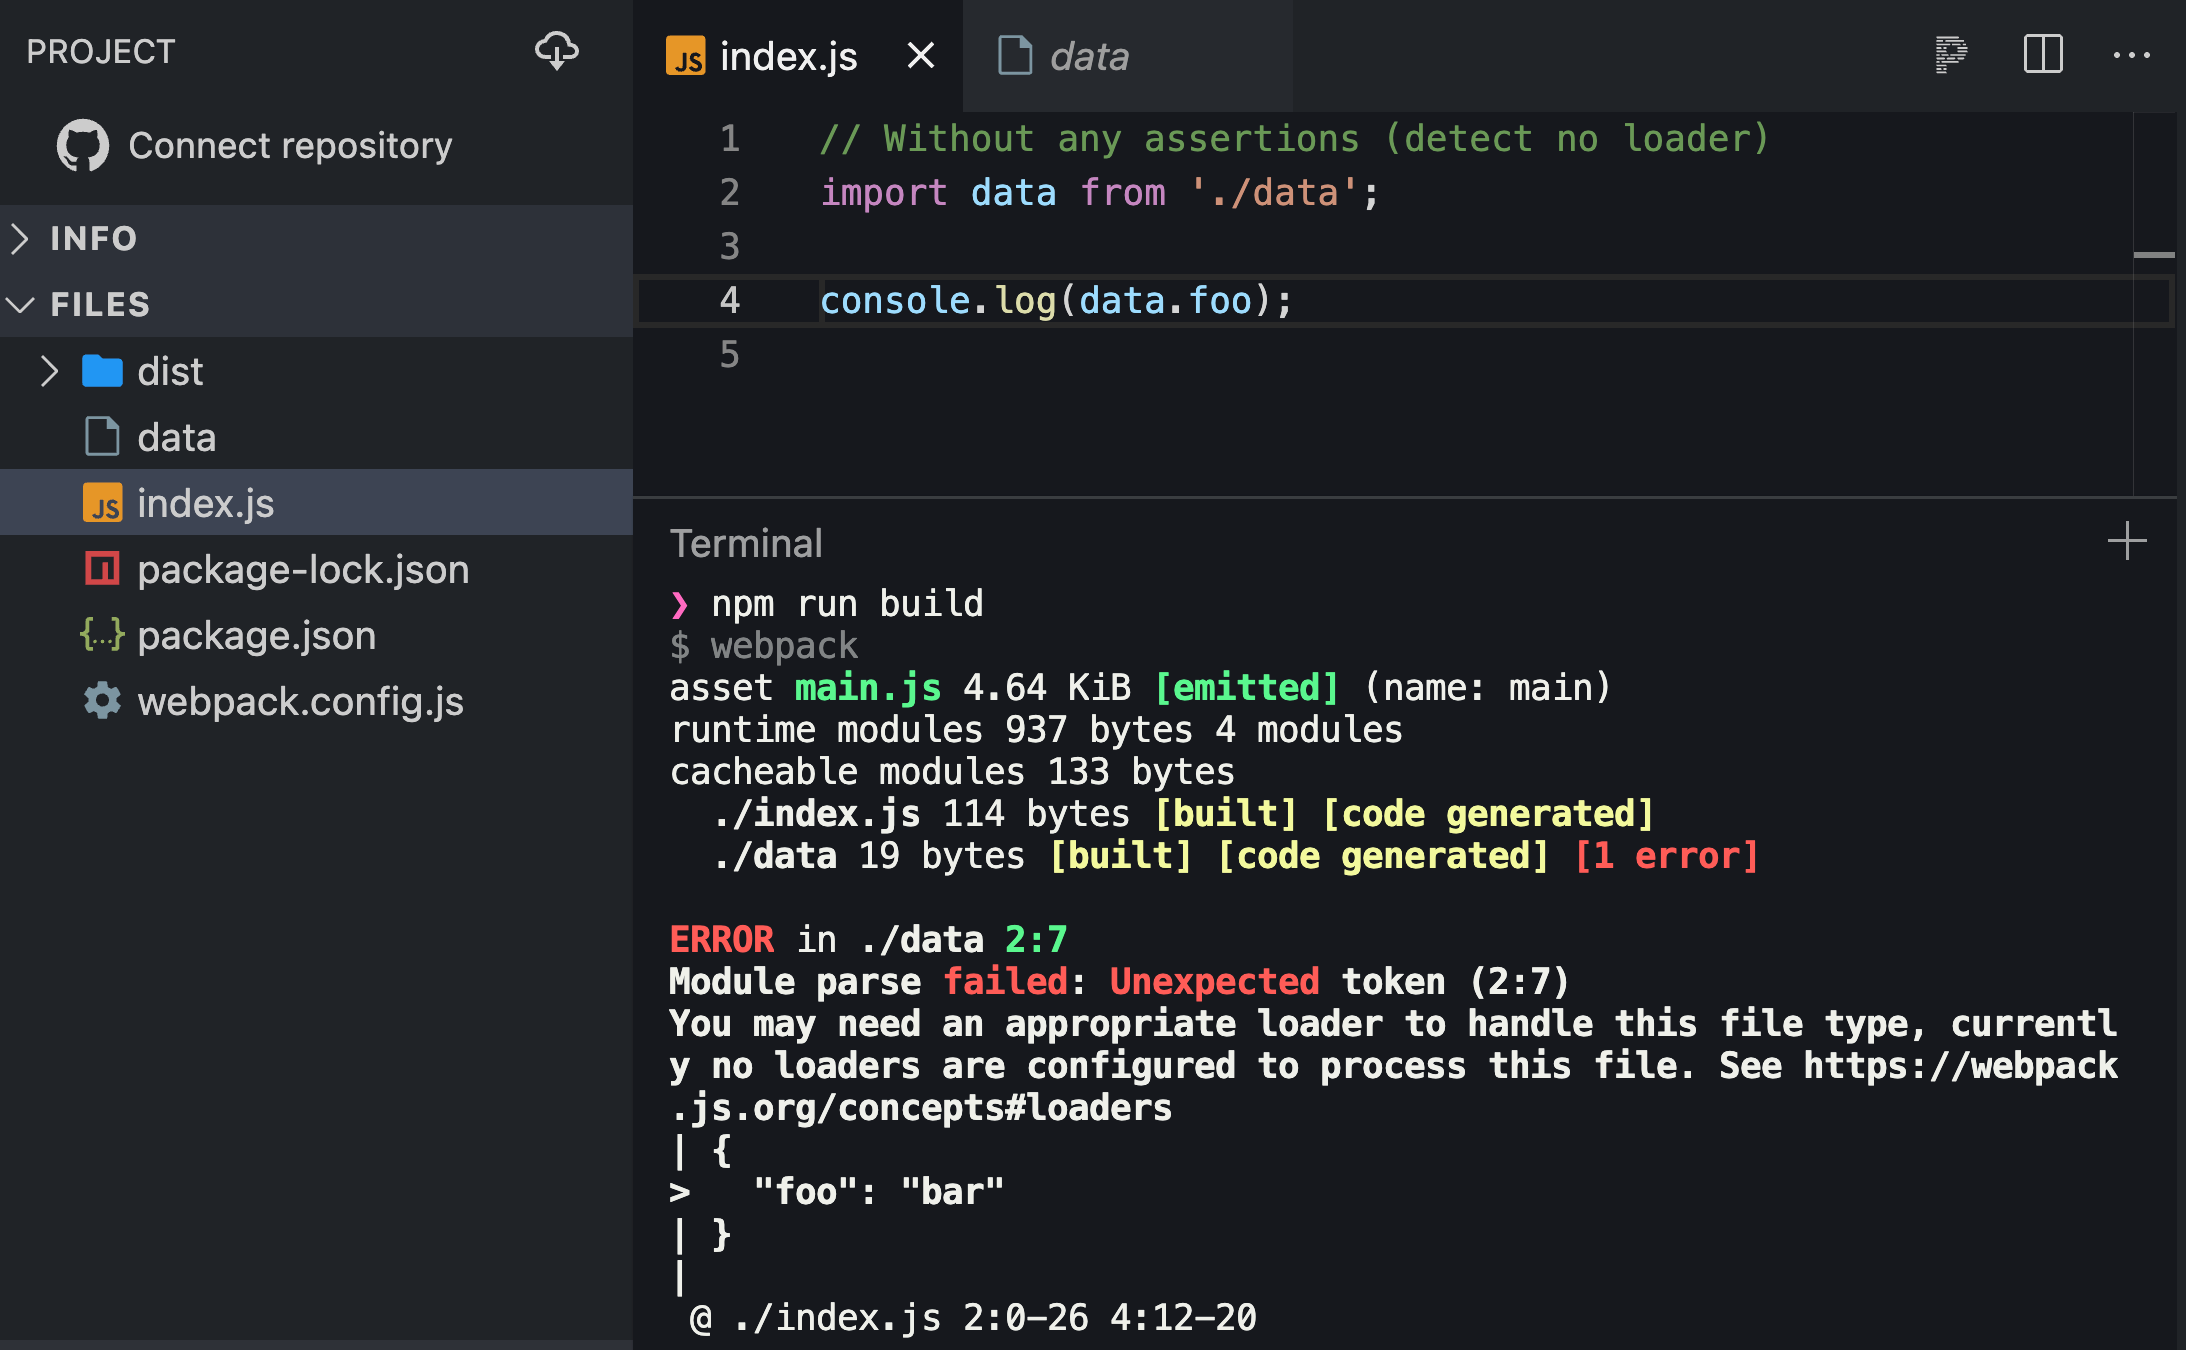 PROJECT
Connect repository
INFO
FILES
dist
data
index.js
package-lock.json
package.json
webpack.config.js
index.js
data
1 // Without any assertions (detect no loader)
2 import data from './data';
3
4 console.log(data.foo);
5
Terminal
❯ npm run build
$ webpack
asset main.js 4.64 KiB [emitted] (name: main)
runtime modules 937 bytes 4 modules
cacheable modules 133 bytes
  ./index.js 114 bytes [built] [code generated]
  ./data 19 bytes [built] [code generated] [1 error]
ERROR in ./data 2:7
Module parse failed: Unexpected token (2:7)
You may need an appropriate loader to handle this file type, currentl
y no loaders are configured to process this file. See https://webpack
.js.org/concepts#loaders
| {
>   "foo": "bar"
| }
|
 @ ./index.js 2:0-26 4:12-20